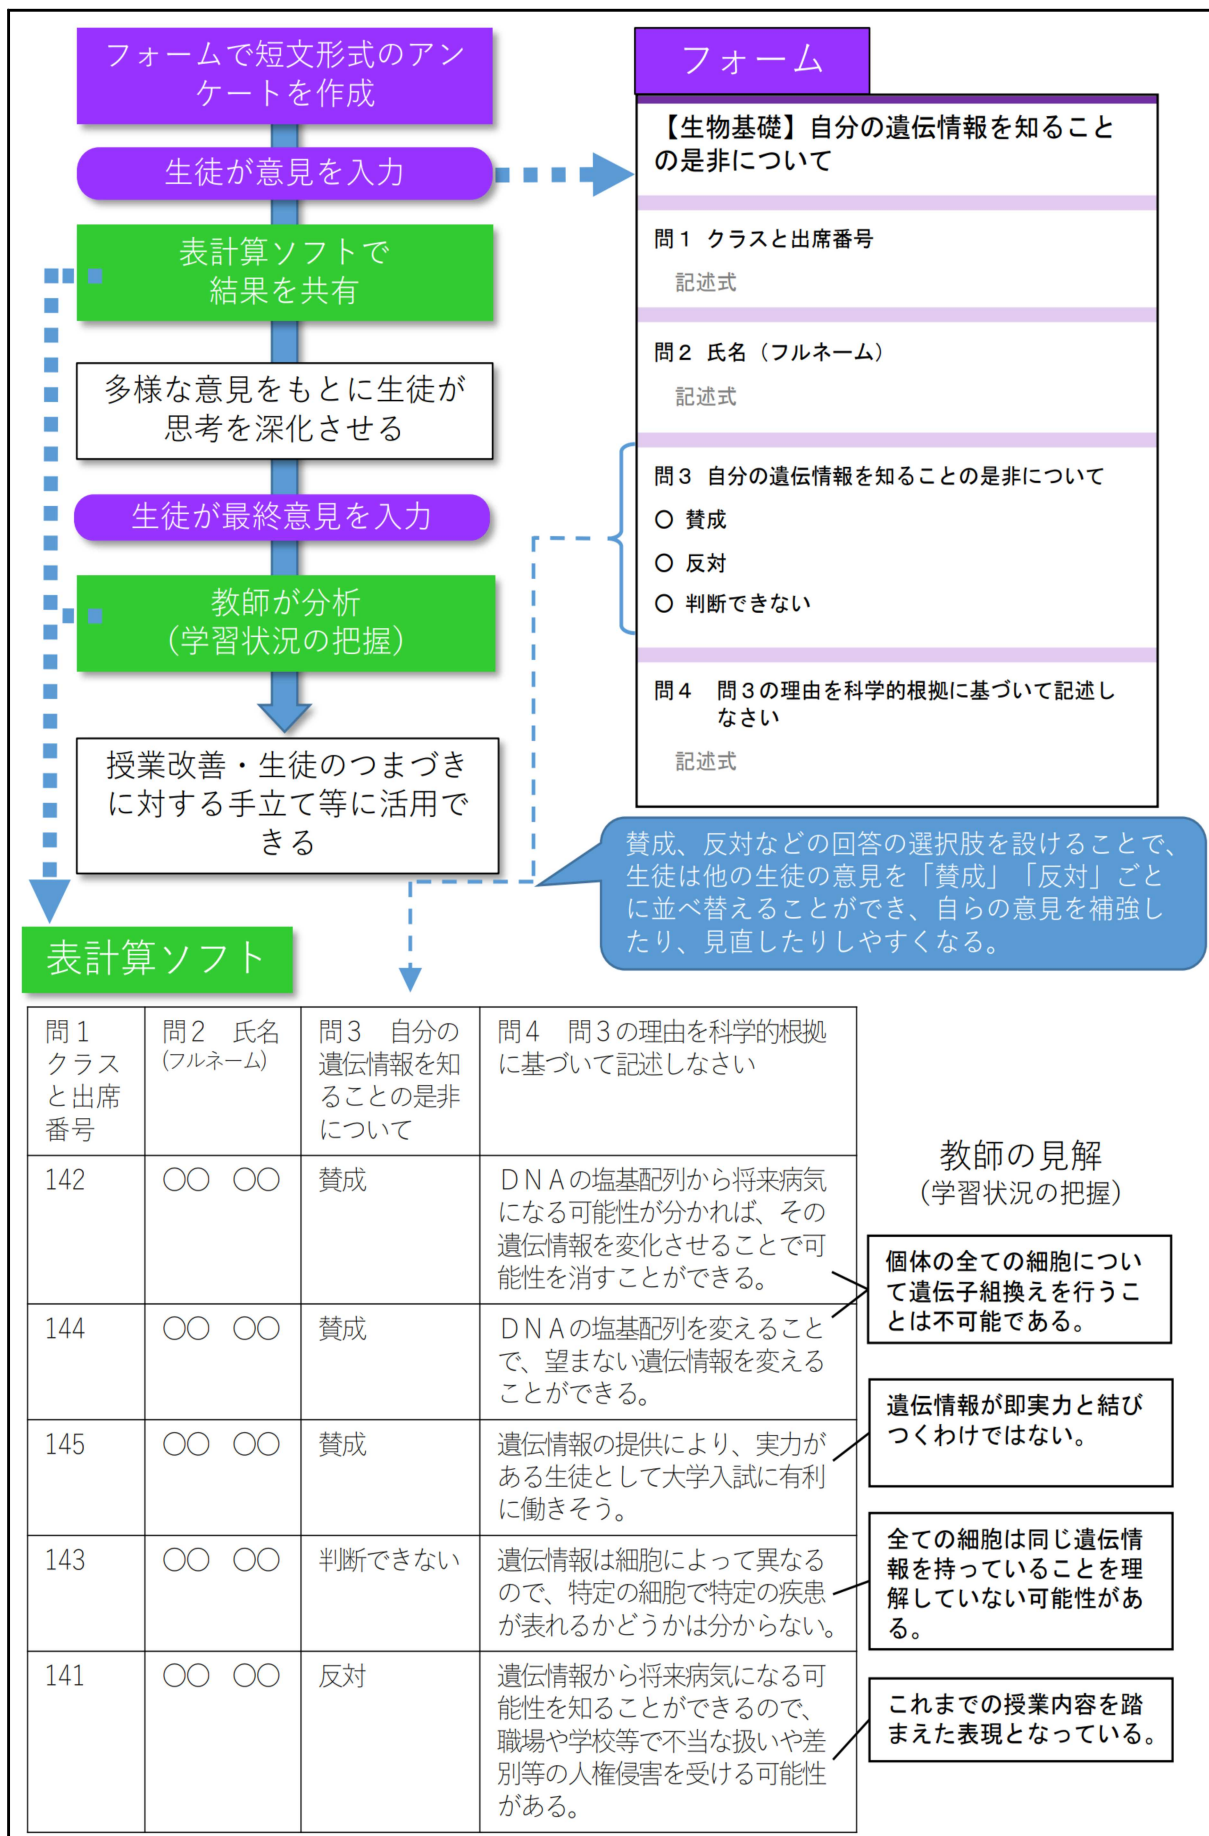 フォームで短文形式のアン
ケートを作成
生徒が意見を入力
表計算ソフトで
結果を共有
多様な意見をもとに生徒が
思考を深化させる
生徒が最終意見を入力
教師が分析
（学習状況の把握）
授業改善・生徒のつまづき
に対する手立て等に活用で
きる
フォーム
【生物基礎】自分の遺伝情報を知ること
の是非について
問１ クラスと出席番号
記述式
問２ 氏名（フルネーム）
記述式
問３ 自分の遺伝情報を知ることの是非について
〇 賛成
〇 反対
〇 判断できない
問４　問３の理由を科学的根拠に基づいて記述し
なさい
記述式
賛成、反対などの回答の選択肢を設けることで、
生徒は他の生徒の意見を「賛成」「反対」ごと
に並べ替えることができ、自らの意見を補強し
たり、見直したりしやすくなる。
表計算ソフト
問１
クラス
と出席
番号
問２　氏名
(フルネーム)
問３　自分の
遺伝情報を知
ることの是非
について
問４　問３の理由を科学的根拠
に基づいて記述しなさい
教師の見解
（学習状況の把握）
142
〇〇　〇〇
賛成
ＤＮＡの塩基配列から将来病気
になる可能性が分かれば、その
遺伝情報を変化させることで可
能性を消すことができる。
個体の全ての細胞につい
て遺伝子組換えを行うこ
とは不可能である。
144
〇〇　〇〇
賛成
ＤＮＡの塩基配列を変えること
で、望まない遺伝情報を変える
ことができる。
145
〇〇　〇〇
賛成
遺伝情報の提供により、実力が
ある生徒として大学入試に有利
に働きそう。
遺伝情報が即実力と結び
つくわけではない。
143
〇〇　〇〇
判断できない
遺伝情報は細胞によって異なる
ので、特定の細胞で特定の疾患
が表れるかどうかは分からない。
全ての細胞は同じ遺伝情
報を持っていることを理
解していない可能性があ
る。
141
〇〇　〇〇
反対
遺伝情報から将来病気になる可
能性を知ることができるので、
職場や学校等で不当な扱いや差
別等の人権侵害を受ける可能性
がある。
これまでの授業内容を踏
まえた表現となっている。